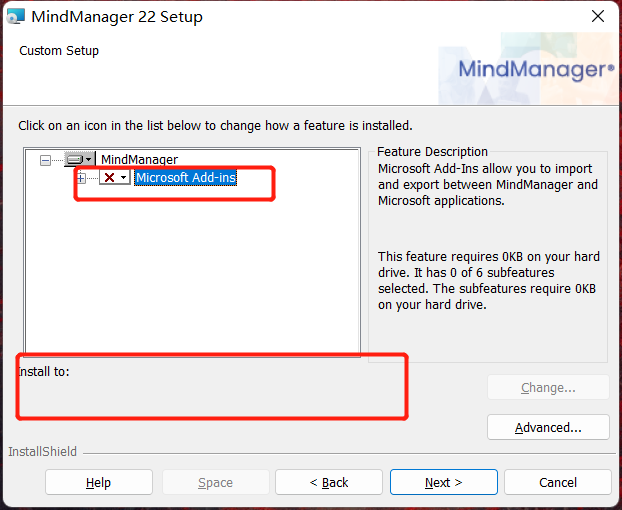 MindManager 22 Setup
Custom Setup
MindManager®
Click on an icon in the list below to change how a feature is installed.
MindManager
Microsoft Add-ins
Feature Description
Microsoft Add-Ins allow you to import
and export between MindManager and
Microsoft applications.
This feature requires 0KB on your hard
drive. It has 0 of 6 subfeatures
selected. The subfeatures require 0KB
on your hard drive.
Install to:
Change...
Advanced...
InstallShield
Help
Space
< Back
Next >
Cancel